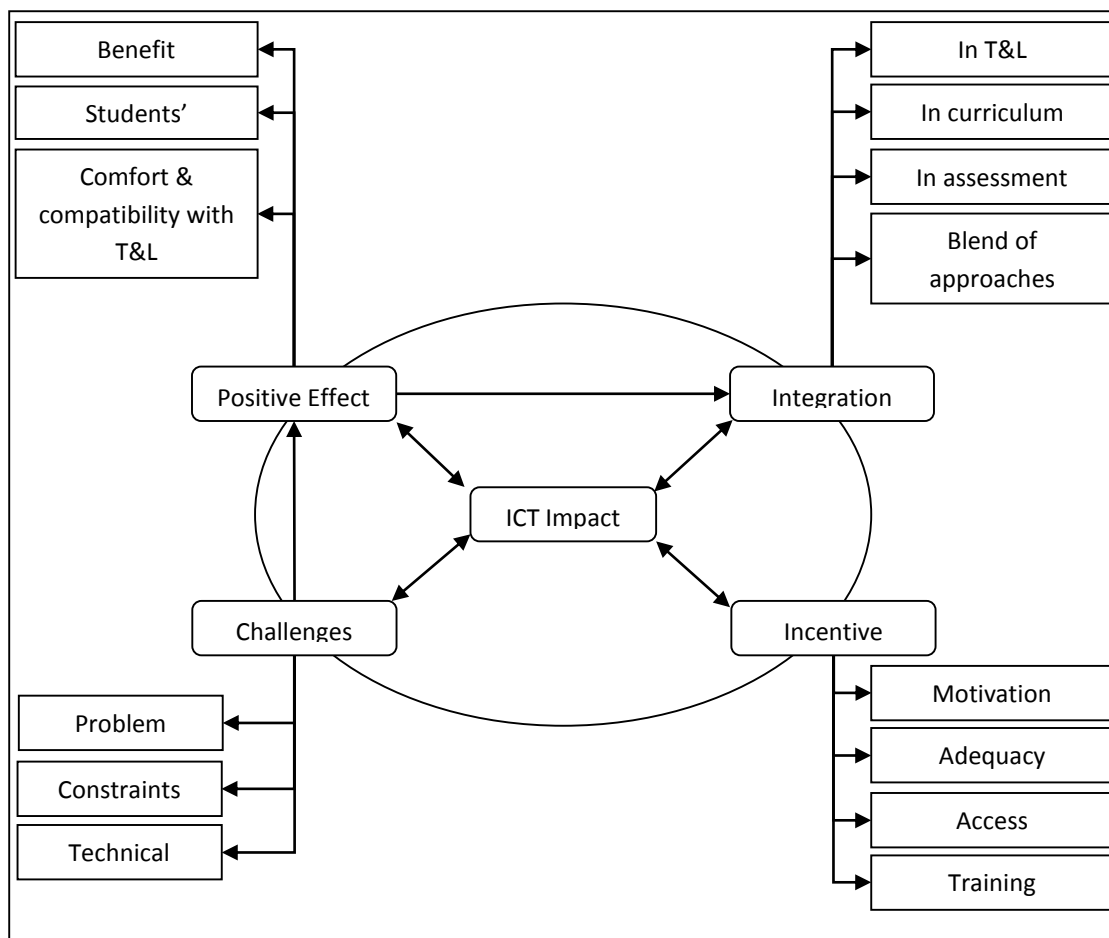 Benefit
Students’
Comfort &
compatibility with
T&L
In T&L
In curriculum
In assessment
Blend of
approaches
Positive Effect
Integration
ICT Impact
Challenges
Incentive
Problem
Constraints
Technical
Motivation
Adequacy
Access
Training